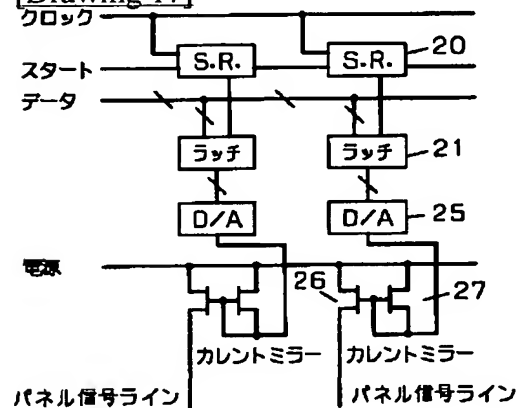 [Drawing 17]
クロック
S.R. S.R. 20
スタート
データ
ラッチ ラッチ 21
D/A D/A 25
電源
26 27
カレントミラー カレントミラー
パネル信号ライン パネル信号ライン